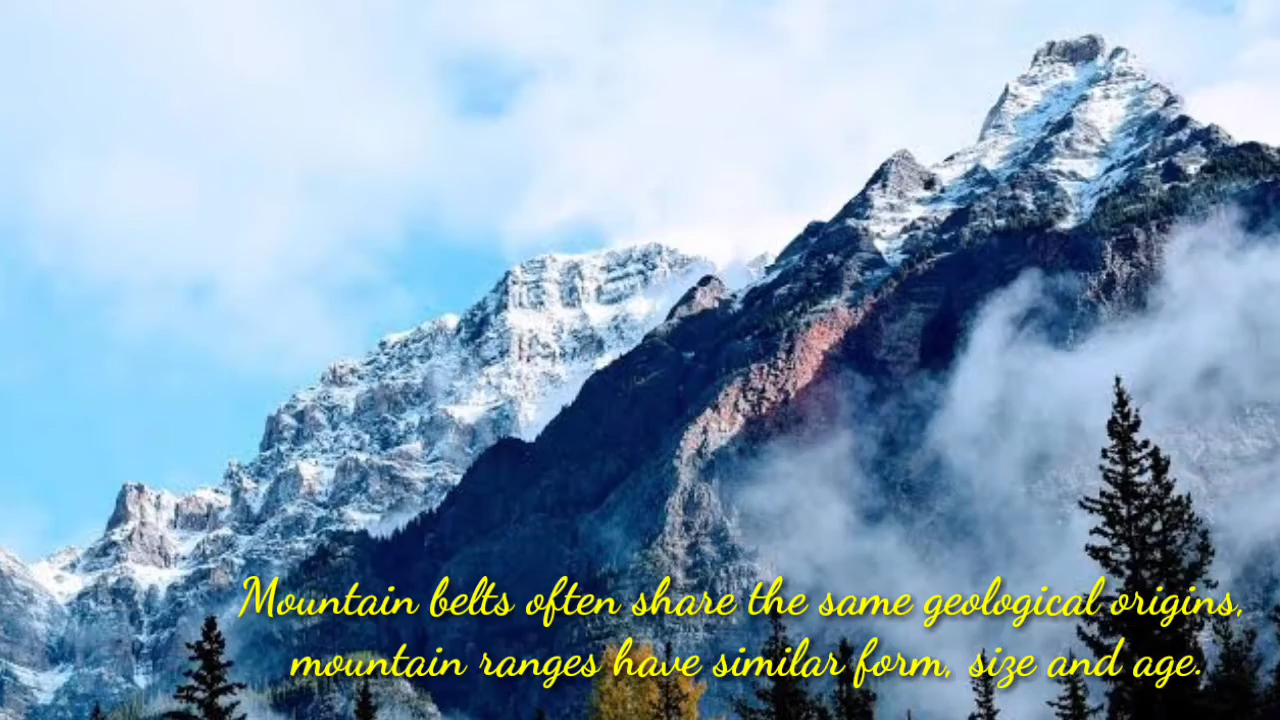 Mountain belts often share the same geological origins,
mountain ranges have similar form, size and age.